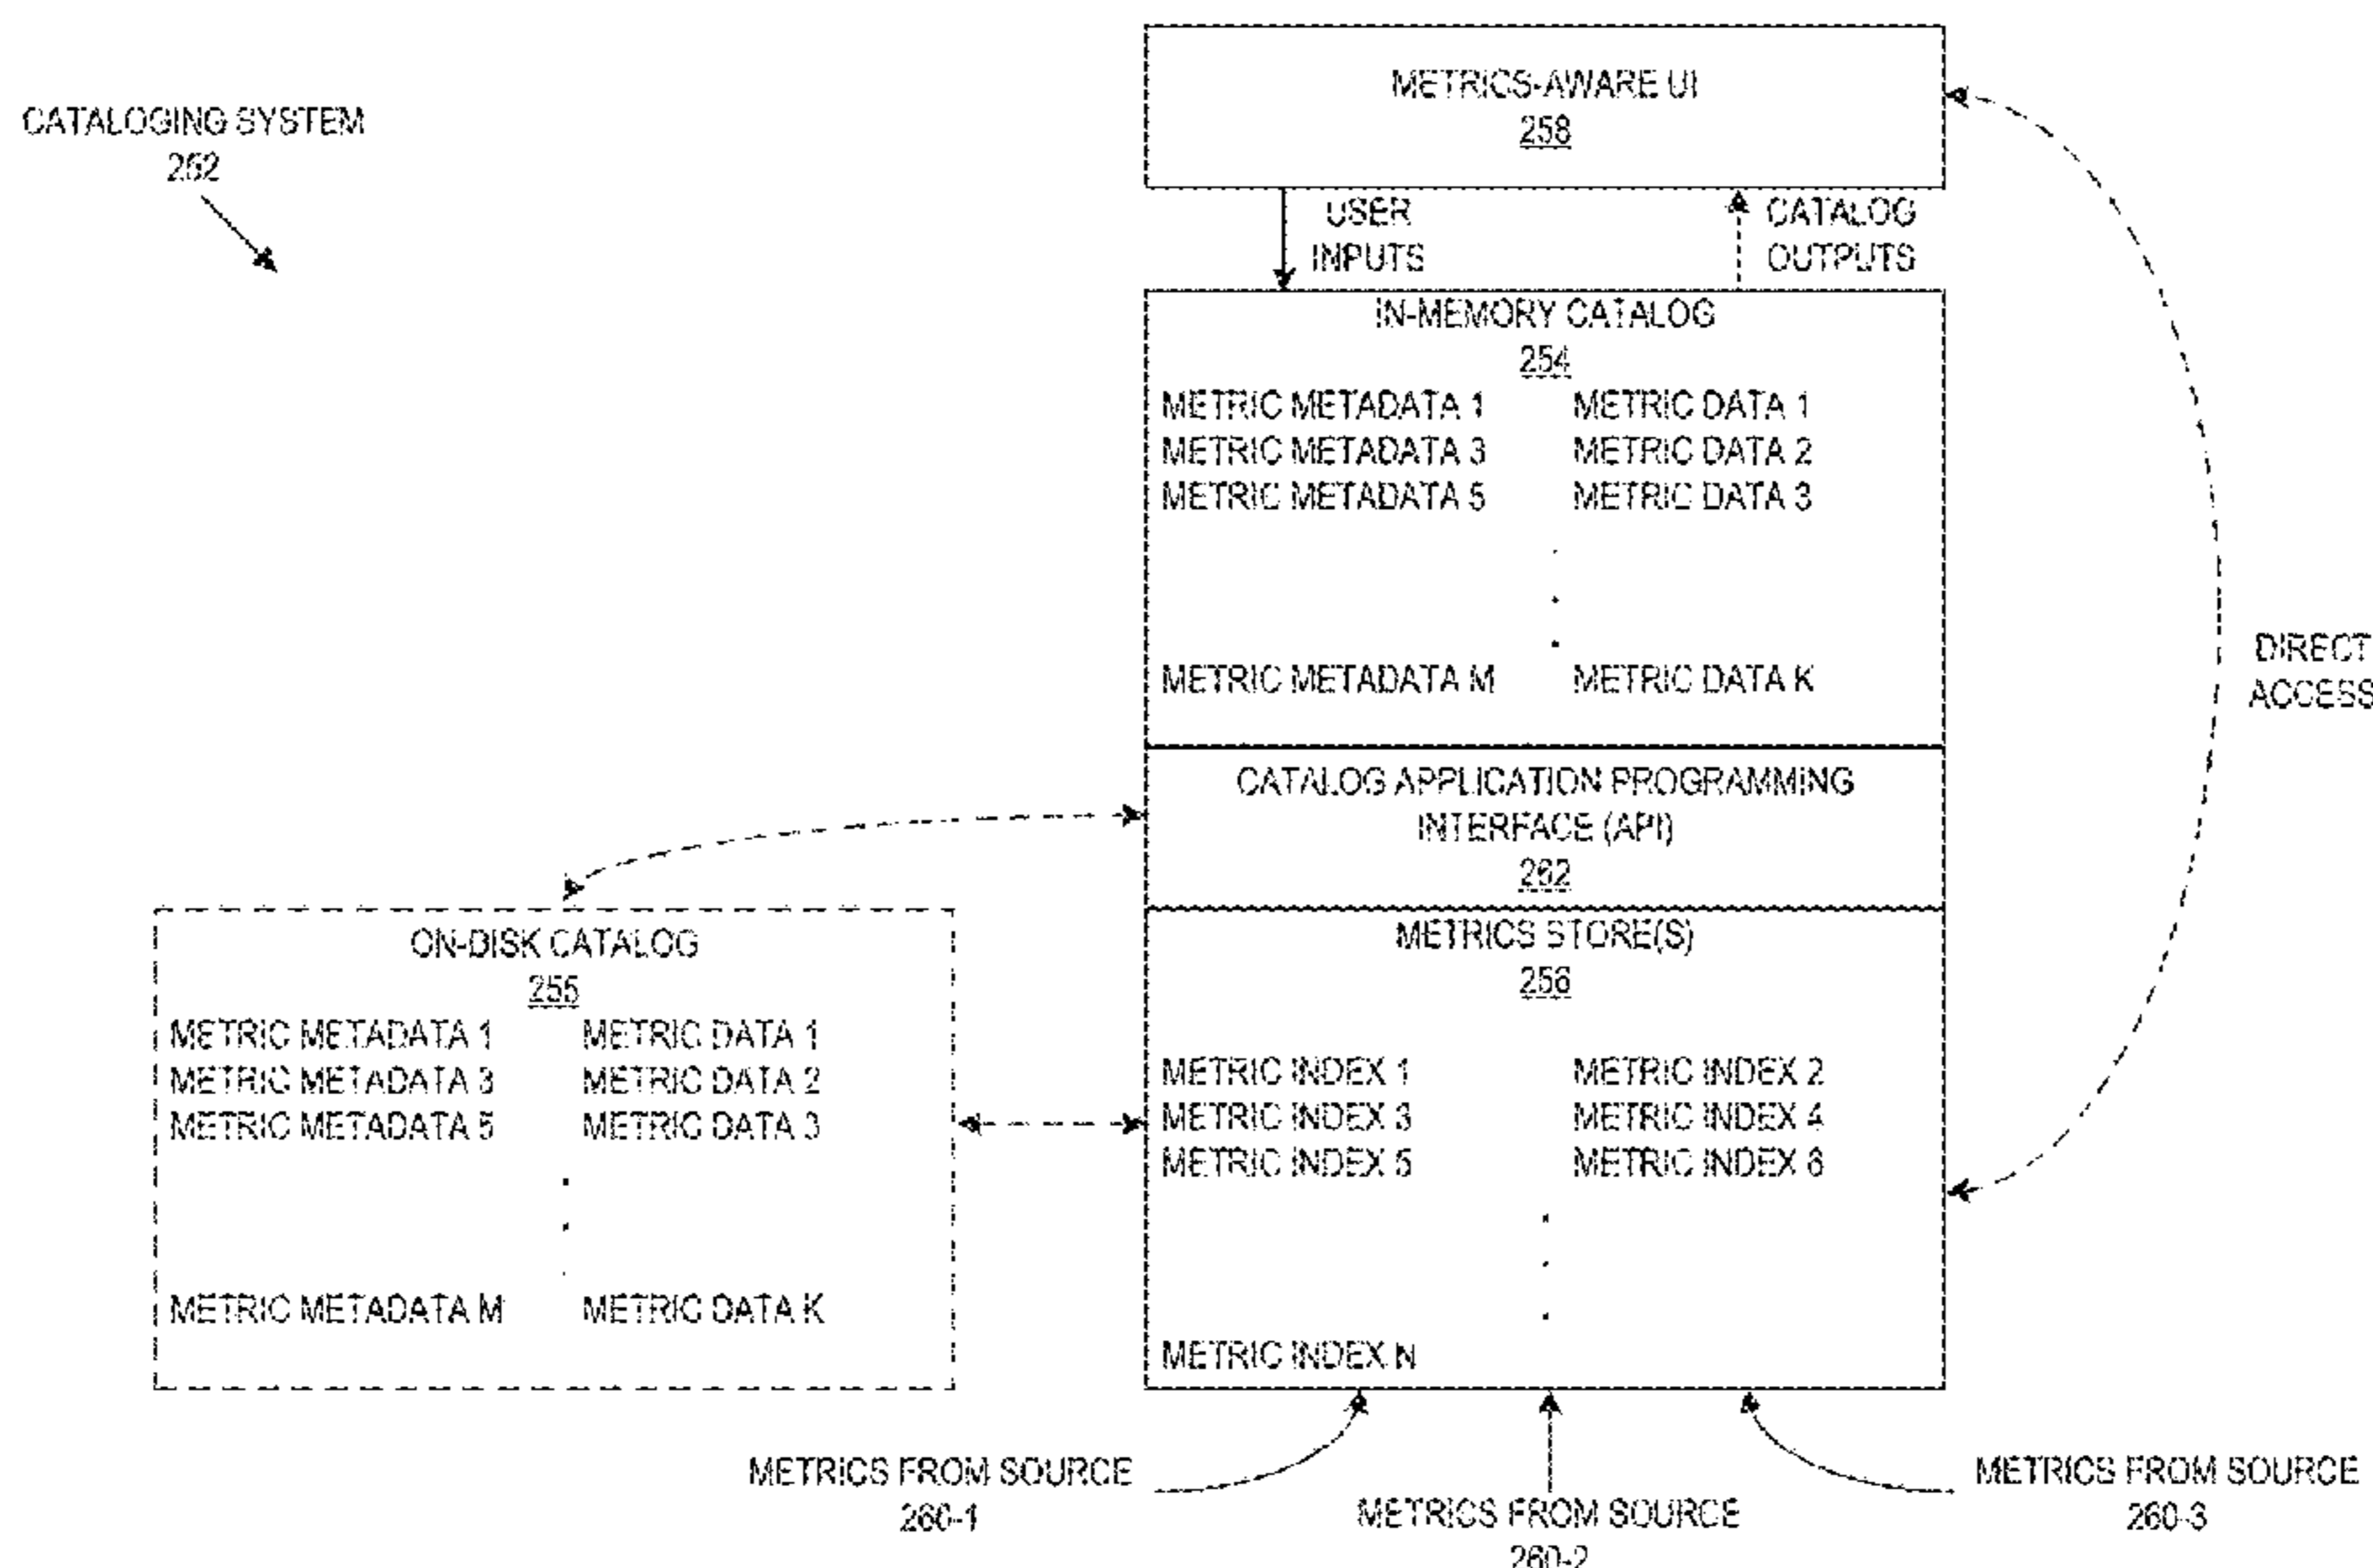 METRICS-AWARE UI
258
CATALOGING SYSTEM
252
USER
INPUTS
CATALOG
OUTPUTS
IN-MEMORY CATALOG
254
METRIC METADATA 1 METRIC DATA 1
METRIC METADATA 3 METRIC DATA 2
METRIC METADATA 5 METRIC DATA 3
.
.
.
METRIC METADATA M METRIC DATA K
DIRECT
ACCESS
CATALOG APPLICATION PROGRAMMING
INTERFACE (API)
262
ON-DISK CATALOG
255
METRIC METADATA 1 METRIC DATA 1
METRIC METADATA 3 METRIC DATA 2
METRIC METADATA 5 METRIC DATA 3
.
.
.
METRIC METADATA M METRIC DATA K
METRICS STORE(S)
256
METRIC INDEX 1 METRIC INDEX 2
METRIC INDEX 3 METRIC INDEX 4
METRIC INDEX 5 METRIC INDEX 6
.
.
.
METRIC INDEX N
METRICS FROM SOURCE
260-1
METRICS FROM SOURCE
260-2
METRICS FROM SOURCE
260-3